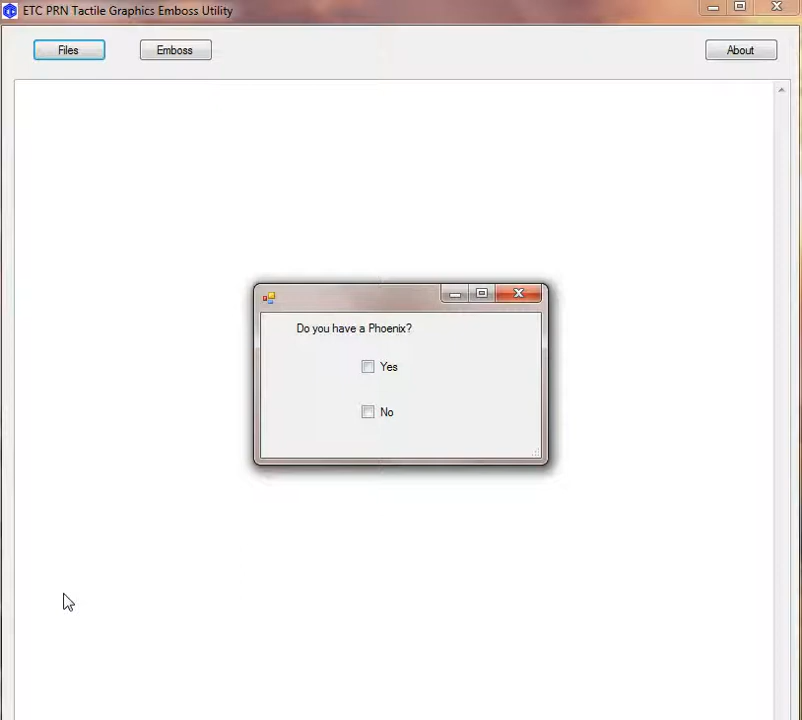 ETC PRN Tactile Graphics Emboss Utility
Files
Emboss
About
Do you have a Phoenix?
Yes
No